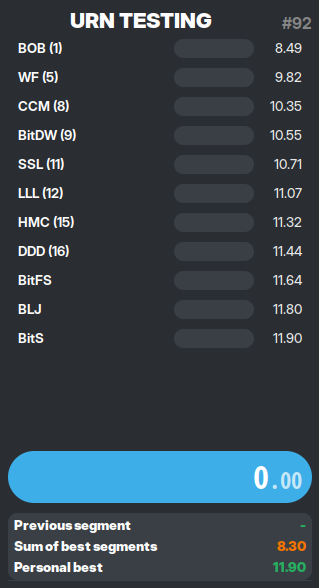 URN TESTING #92
BOB (1) 8.49
WF (5) 9.82
CCM (8) 10.35
BitDW (9) 10.55
SSL (11) 10.71
LLL (12) 11.07
HMC (15) 11.32
DDD (16) 11.44
BitFS 11.64
BLJ 11.80
BitS 11.90
0.00
Previous segment -
Sum of best segments 8.30
Personal best 11.90